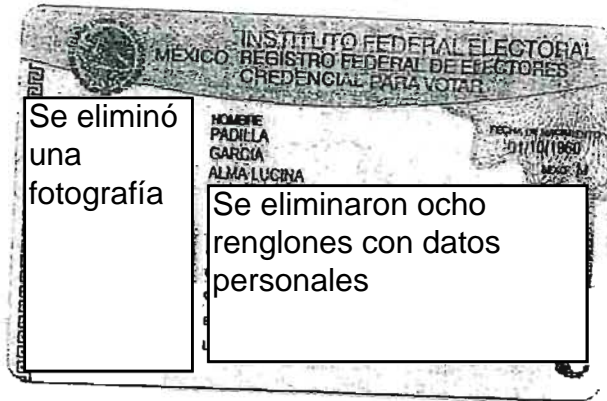 INSTITUTO FEDERAL ELECTORAL
MÉXICO REGISTRO FEDERAL DE ELECTORES
CREDENCIAL PARA VOTAR
NOMBRE
PADILLA
GARCIA
ALMA LUCINA
FECHA DE NACIMIENTO
01/10/1960
SEXO M
Se eliminó
una
fotografía
Se eliminaron ocho
renglones con datos
personales